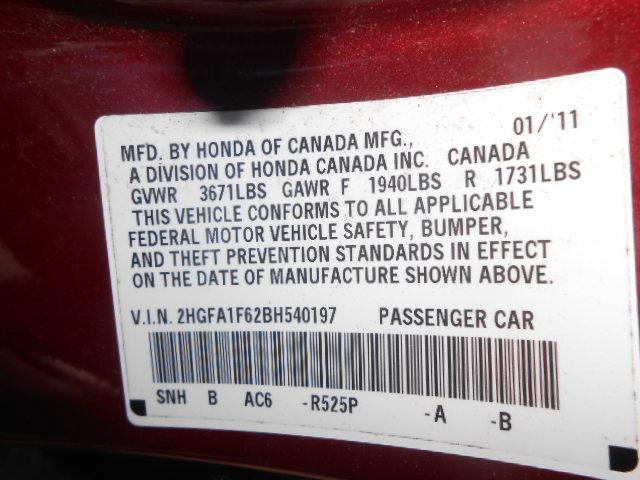 MFD. BY HONDA OF CANADA MFG., 01/'11
A DIVISION OF HONDA CANADA INC. CANADA
GVWR 3671LBS GAWR F 1940LBS R 1731LBS
THIS VEHICLE CONFORMS TO ALL APPLICABLE
FEDERAL MOTOR VEHICLE SAFETY, BUMPER,
AND THEFT PREVENTION STANDARDS IN EFFECT
ON THE DATE OF MANUFACTURE SHOWN ABOVE.
V.I.N. 2HGFA1F62BH540197 PASSENGER CAR
SNH B AC6 -R525P -A -B